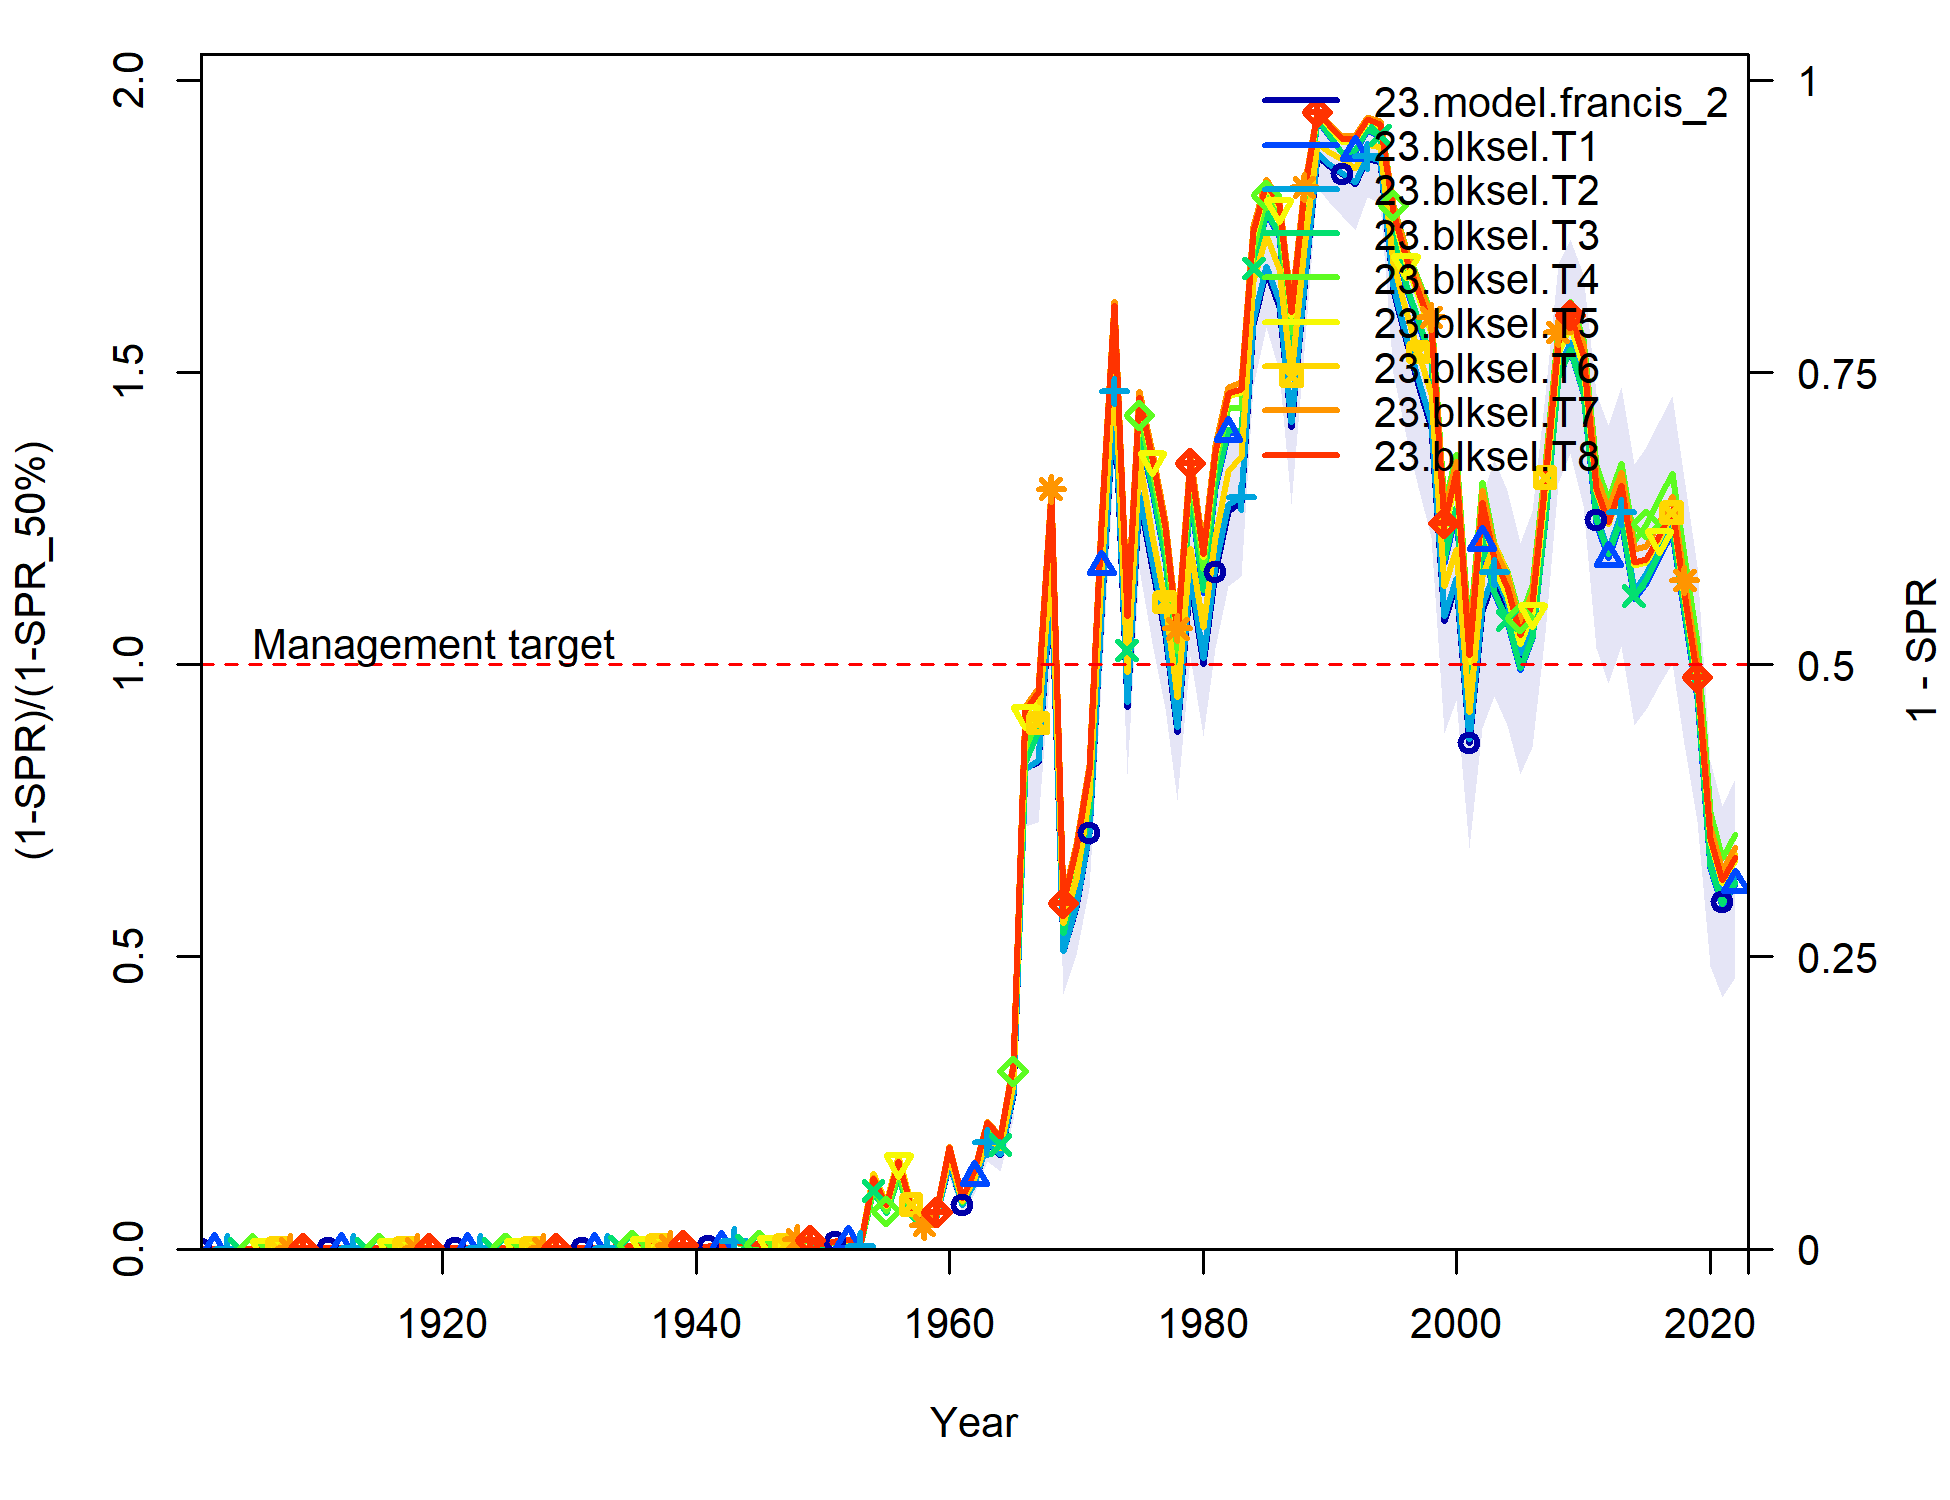 2.0
1.5
1.0
0.5
0.0
(1-SPR)/(1-SPR_50%)
Management target
23.model.francis_2
23.blksel.T1
23.blksel.T2
23.blksel.T3
23.blksel.T4
23.blksel.T5
23.blksel.T6
23.blksel.T7
23.blksel.T8
1
0.75
0.5
0.25
0
1 - SPR
1920 1940 1960 1980 2000 2020
Year